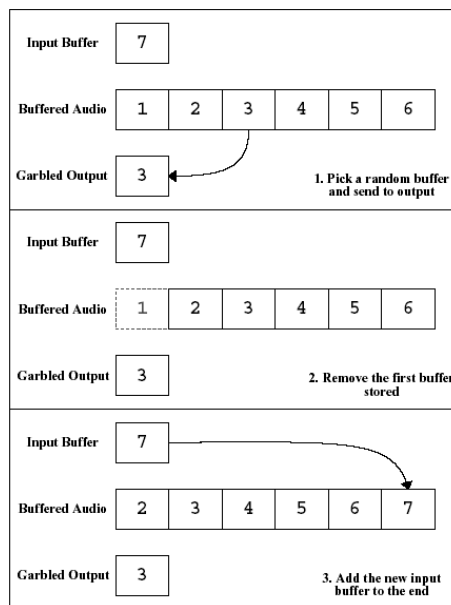 Input Buffer 7
Buffered Audio 1 2 3 4 5 6
Garbled Output 3
1. Pick a random buffer
and send to output
Input Buffer 7
Buffered Audio 1 2 3 4 5 6
Garbled Output 3
2. Remove the first buffer
stored
Input Buffer 7
Buffered Audio 2 3 4 5 6 7
Garbled Output 3
3. Add the new input
buffer to the end